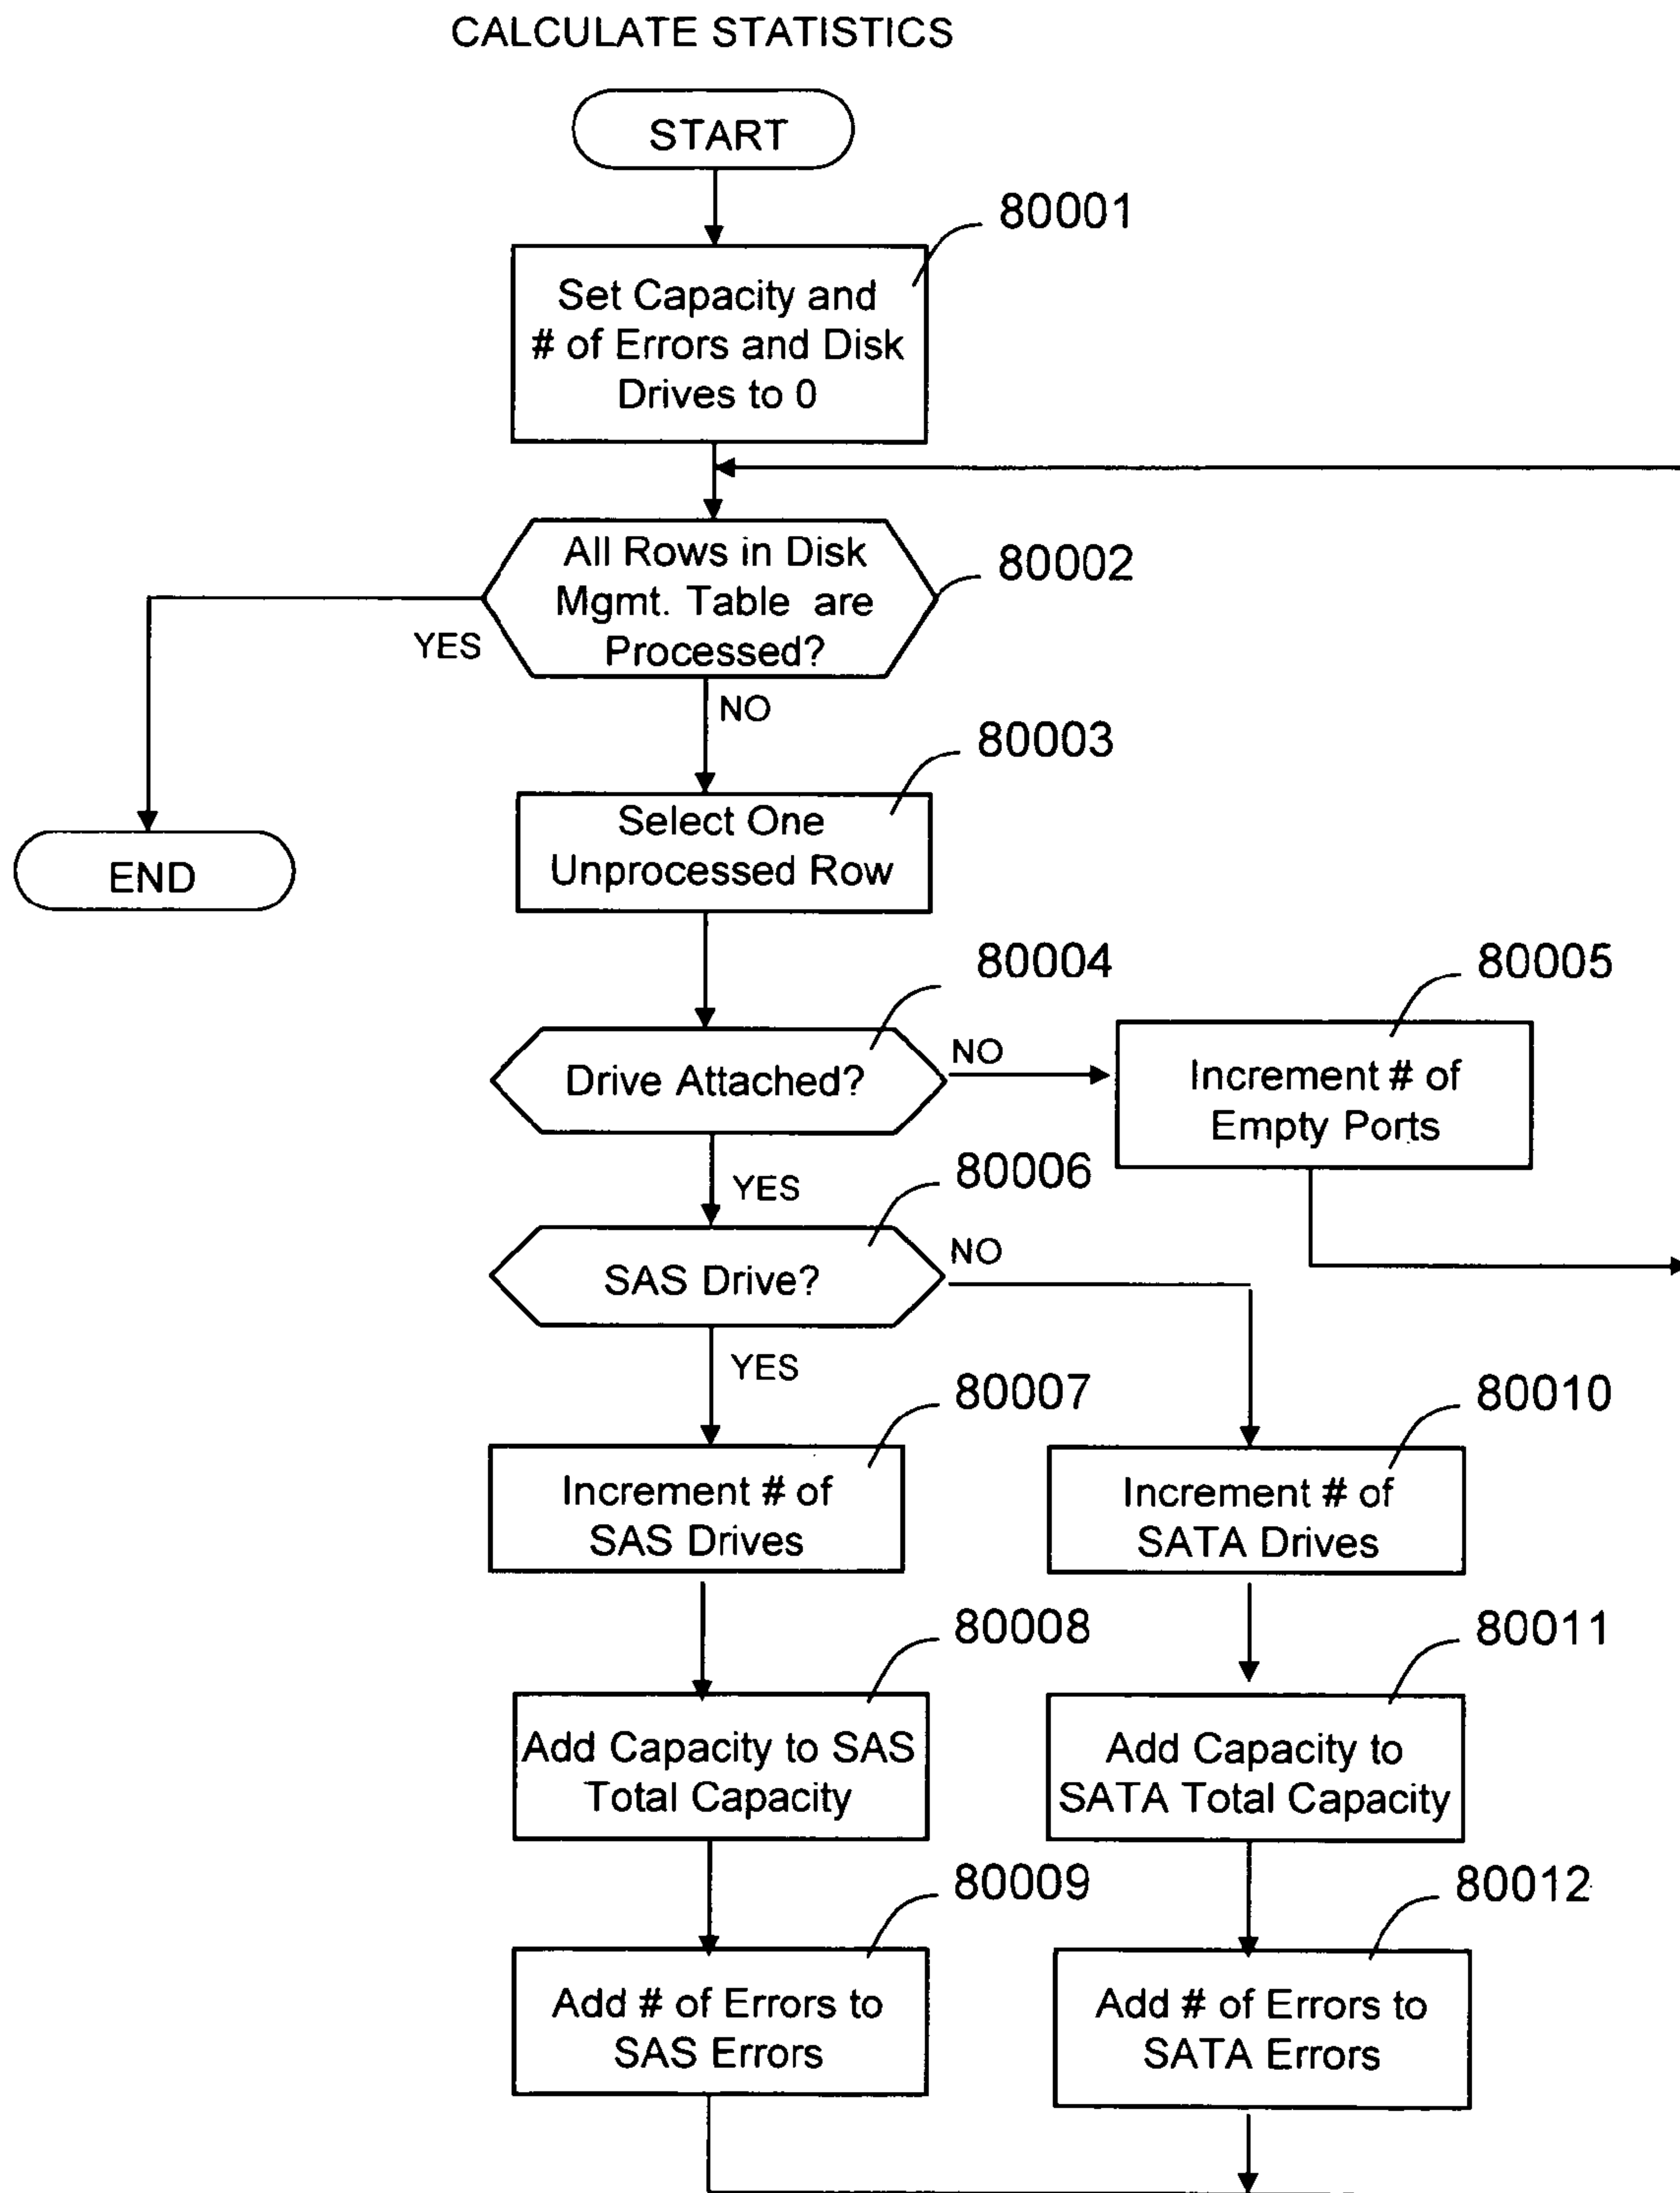 CALCULATE STATISTICS
START
80001
Set Capacity and
# of Errors and Disk
Drives to 0
All Rows in Disk
Mgmt. Table are
Processed?
80002
YES
NO
80003
Select One
Unprocessed Row
END
80004
Drive Attached?
NO
80005
Increment # of
Empty Ports
YES
80006
SAS Drive?
NO
YES
80007
Increment # of
SAS Drives
80010
Increment # of
SATA Drives
80008
Add Capacity to SAS
Total Capacity
80011
Add Capacity to
SATA Total Capacity
80009
Add # of Errors to
SAS Errors
80012
Add # of Errors to
SATA Errors